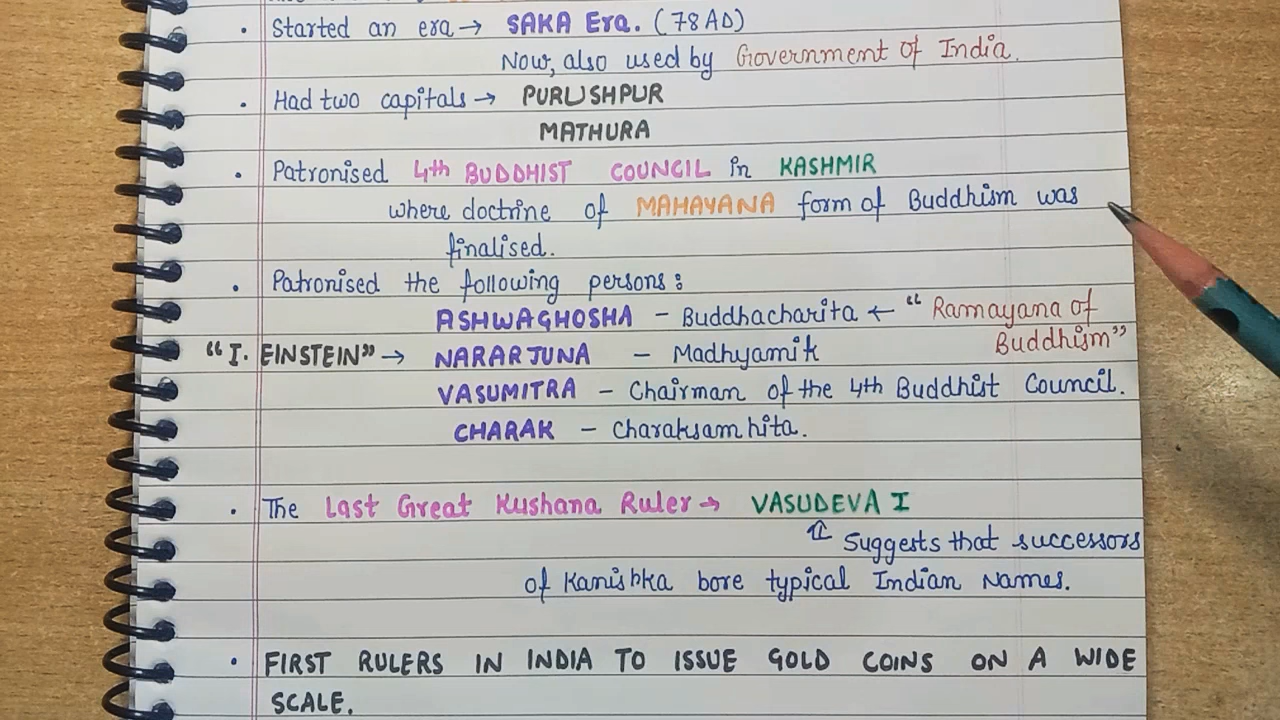 • Started an era → SAKA Era. (78 AD)
Now, also used by Government of India.
• Had two capitals → PURUSHPUR
MATHURA
• Patronised 4th BUDDHIST COUNCIL in KASHMIR
where doctrine of MAHAYANA form of Buddhism was
finalised.
• Patronised the following persons :
ASHWAGHOSHA – Buddhacharita ← "Ramayana of
Buddhism"
"I. EINSTEIN" → NARARJUNA – Madhyamik
VASUMITRA – Chairman of the 4th Buddhist Council.
CHARAK – Charaksamhita.
• The Last Great Kushana Ruler → VASUDEVA I
⇑ Suggests that successors
of Kanishka bore typical Indian Names.
• FIRST RULERS IN INDIA TO ISSUE GOLD COINS ON A WIDE
SCALE.